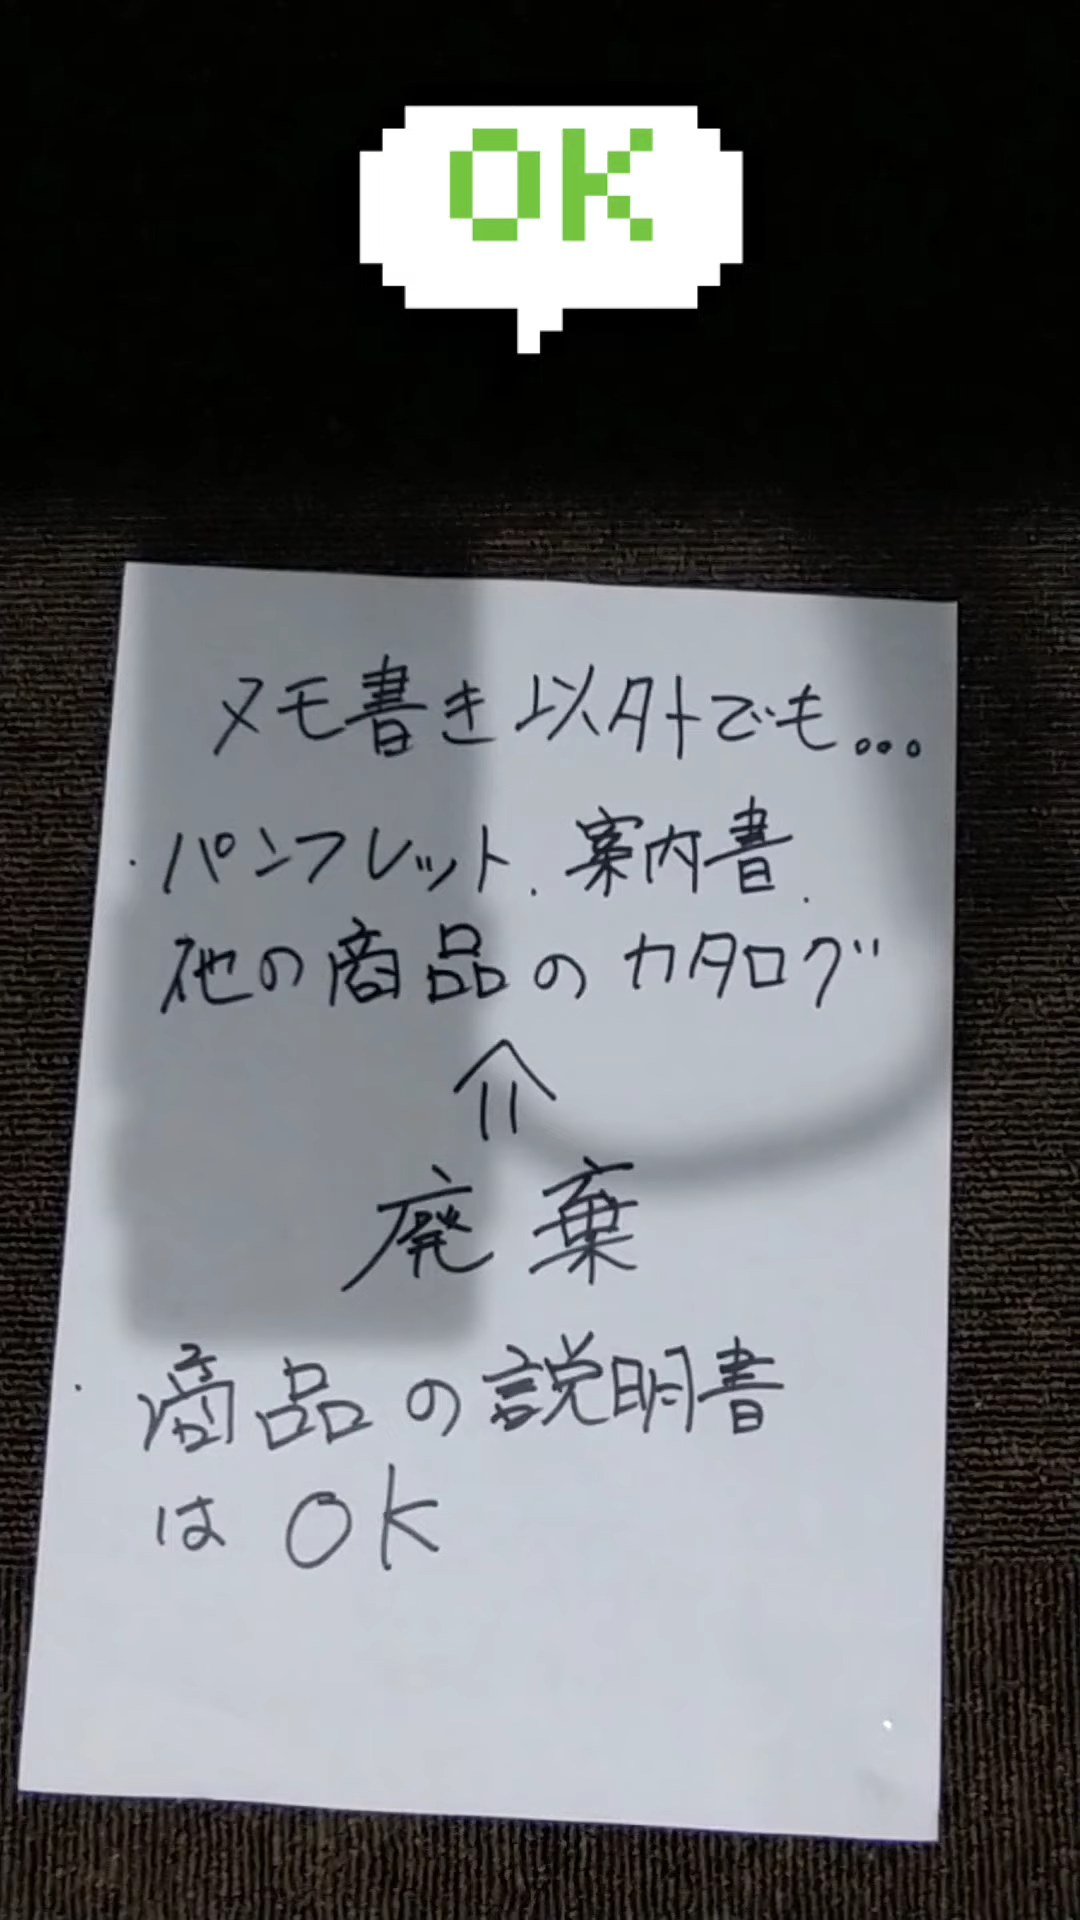 OK
メモ書き以外でも...
・パンフレット、案内書、
他の商品のカタログ
⇑
廃棄
・商品の説明書
はOK